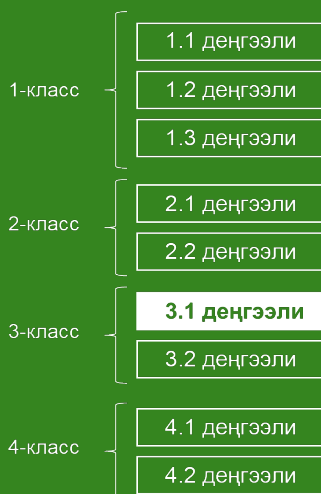 1-класс
1.1 деңгээли
1.2 деңгээли
1.3 деңгээли
2-класс
2.1 деңгээли
2.2 деңгээли
3-класс
3.1 деңгээли
3.2 деңгээли
4-класс
4.1 деңгээли
4.2 деңгээли